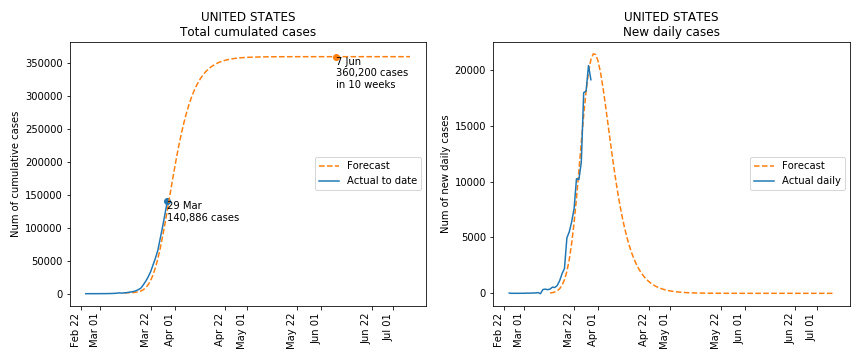 UNITED STATES
Total cumulated cases
Num of cumulative cases
350000
300000
250000
200000
150000
100000
50000
0
7 Jun
360,200 cases
in 10 weeks
29 Mar
140,886 cases
Forecast
Actual to date
Feb 22
Mar 01
Mar 22
Apr 01
Apr 22
May 01
May 22
Jun 01
Jun 22
Jul 01
UNITED STATES
New daily cases
Num of new daily cases
20000
15000
10000
5000
0
Forecast
Actual daily
Feb 22
Mar 01
Mar 22
Apr 01
Apr 22
May 01
May 22
Jun 01
Jun 22
Jul 01